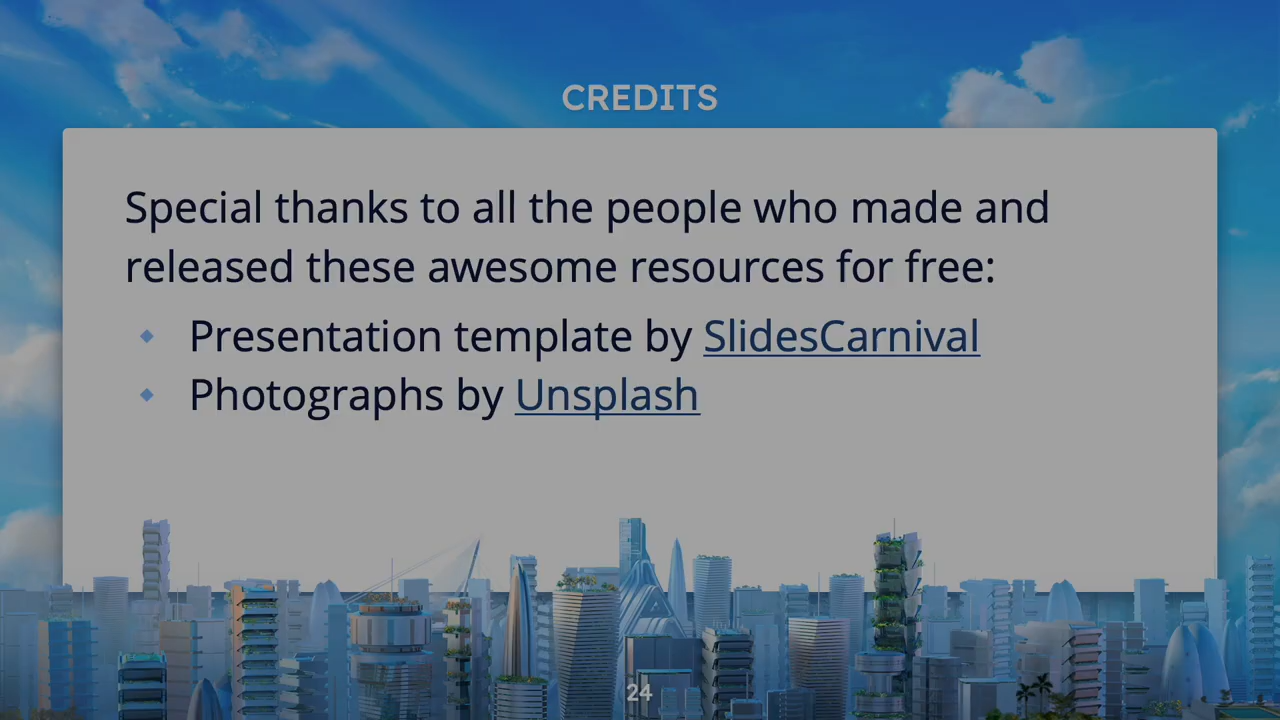 CREDITS
Special thanks to all the people who made and
released these awesome resources for free:
Presentation template by SlidesCarnival
Photographs by Unsplash
24